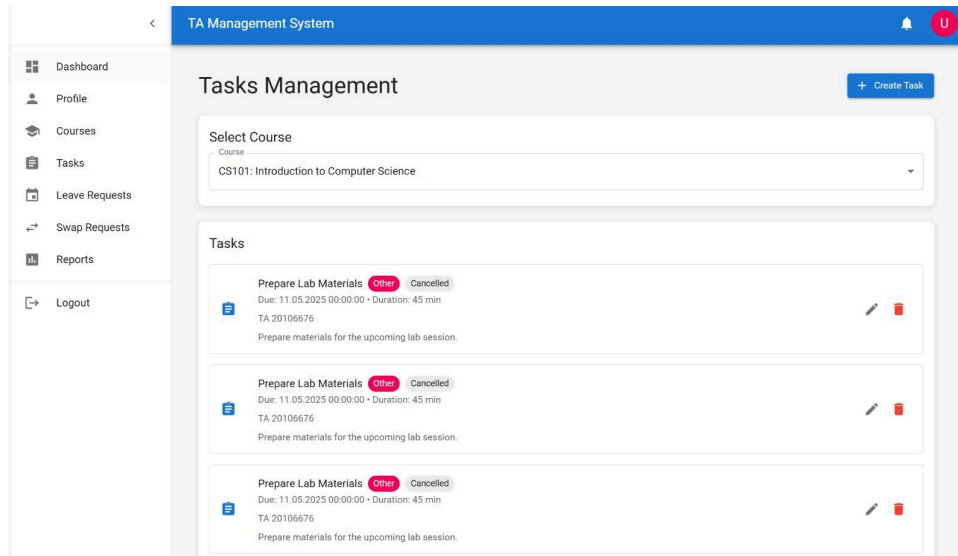 TA Management System
U
Dashboard
Profile
Courses
Tasks
Leave Requests
Swap Requests
Reports
Logout
Tasks Management
+ Create Task
Select Course
Course
CS101: Introduction to Computer Science
Tasks
Prepare Lab Materials Other Cancelled
Due: 11.05.2025 00:00:00 • Duration: 45 min
TA 20106676
Prepare materials for the upcoming lab session.
Prepare Lab Materials Other Cancelled
Due: 11.05.2025 00:00:00 • Duration: 45 min
TA 20106676
Prepare materials for the upcoming lab session.
Prepare Lab Materials Other Cancelled
Due: 11.05.2025 00:00:00 • Duration: 45 min
TA 20106676
Prepare materials for the upcoming lab session.